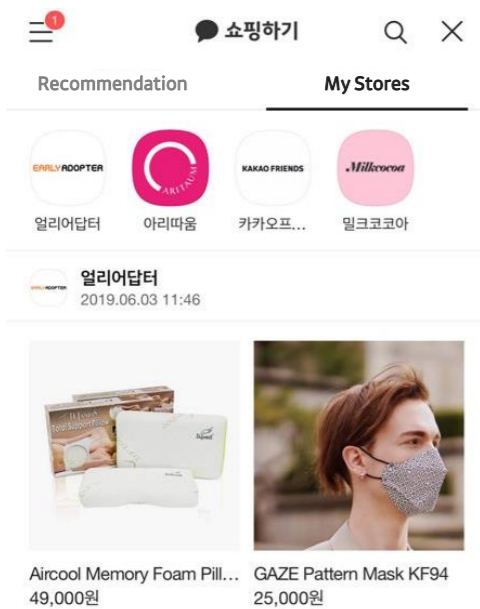 1
쇼핑하기
Recommendation
My Stores
EARLYADOPTER
ARITAUM
KAKAO FRIENDS
Milkcocoa
얼리어답터
아리따움
카카오프...
밀크코코아
EARLYADOPTER
얼리어답터
2019.06.03 11:46
Total Support Pillow
Aircool Memory Foam Pill...
49,000원
GAZE Pattern Mask KF94
25,000원